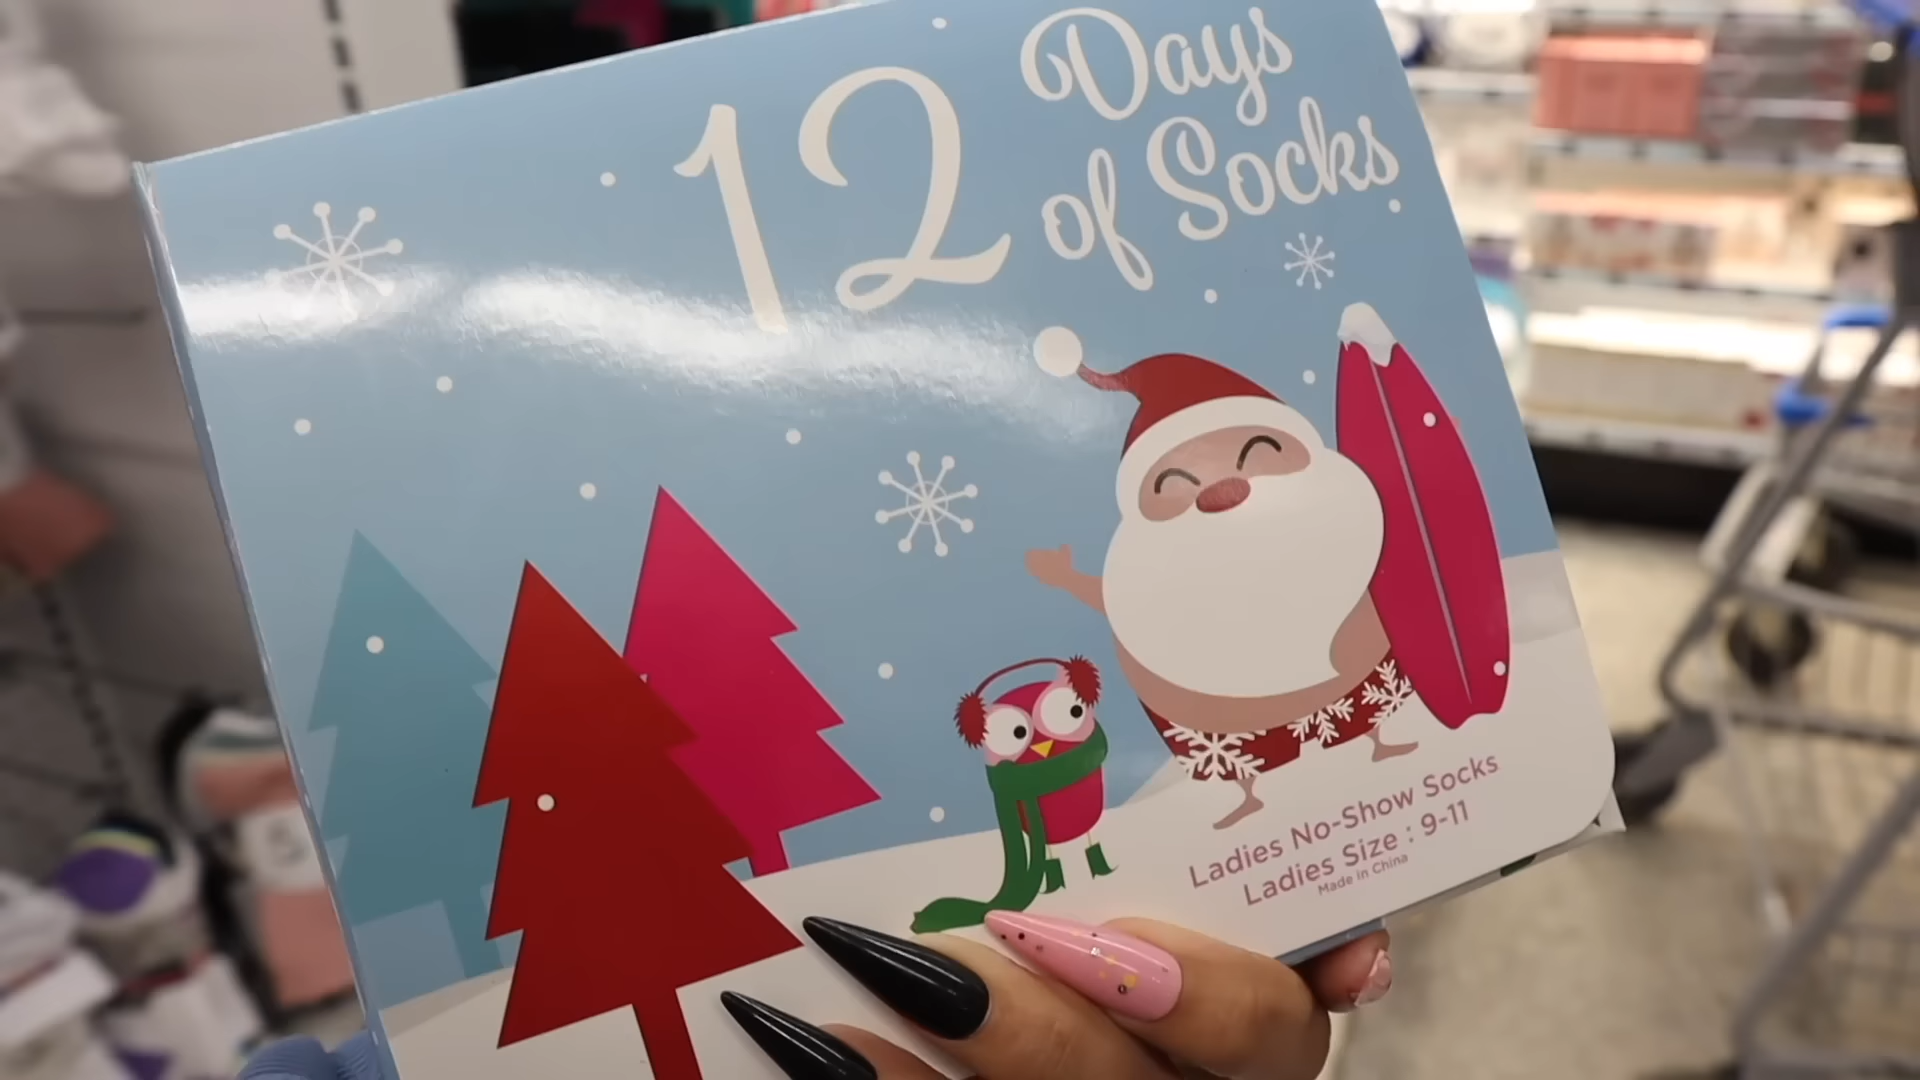 12 Days
of Socks
Ladies No-Show Socks
Ladies Size : 9-11
Made in China